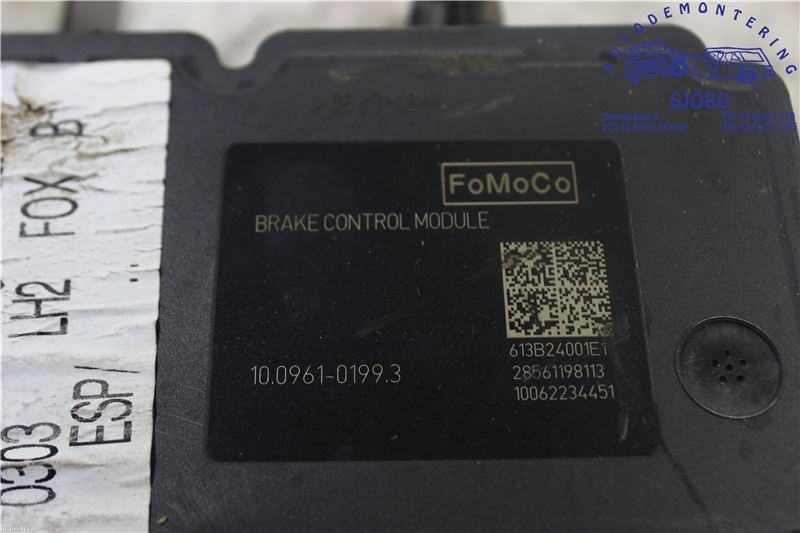 AUTODEMONTERING
SJÖBO
FoMoCo
BRAKE CONTROL MODULE
613B24001E1
28561198113
10062234451
10.0961-0199.3
0303 LH2 FOX B
ESP/